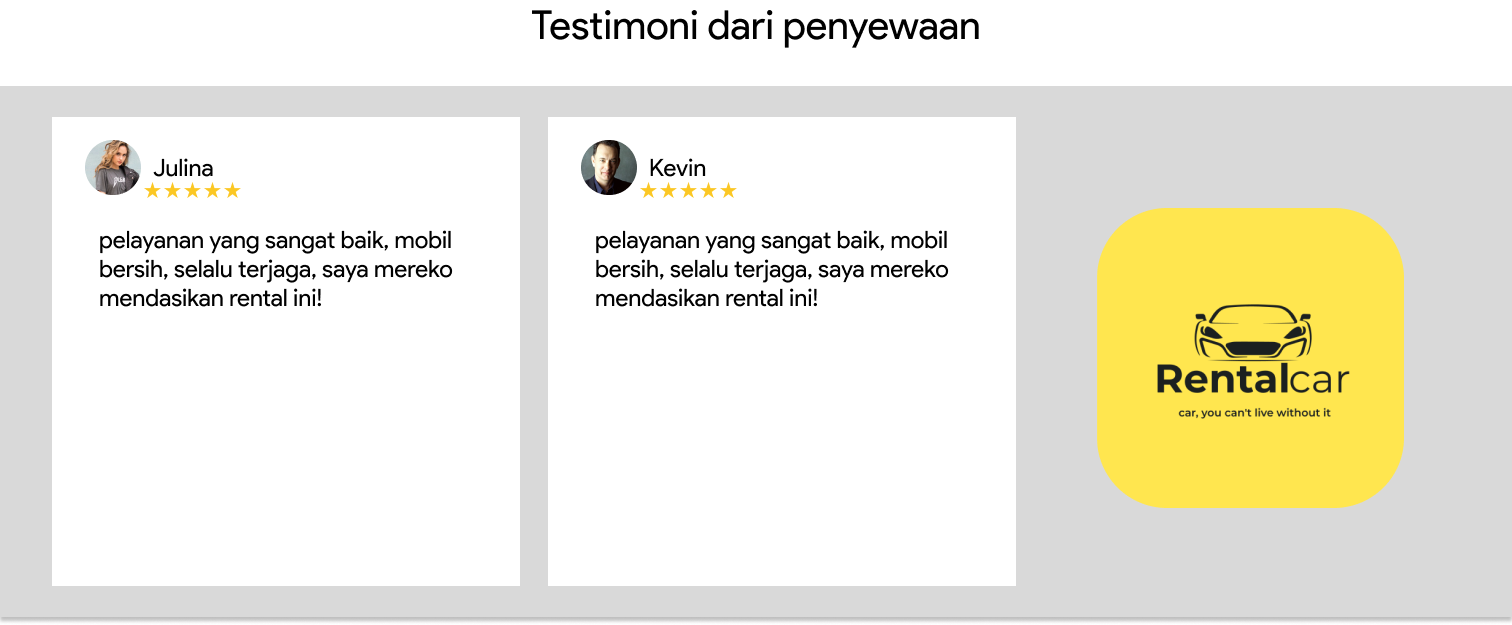 Testimoni dari penyewaan
Julina
pelayanan yang sangat baik, mobil
bersih, selalu terjaga, saya mereko
mendasikan rental ini!
Kevin
pelayanan yang sangat baik, mobil
bersih, selalu terjaga, saya mereko
mendasikan rental ini!
Rentalcar
car, you can't live without it